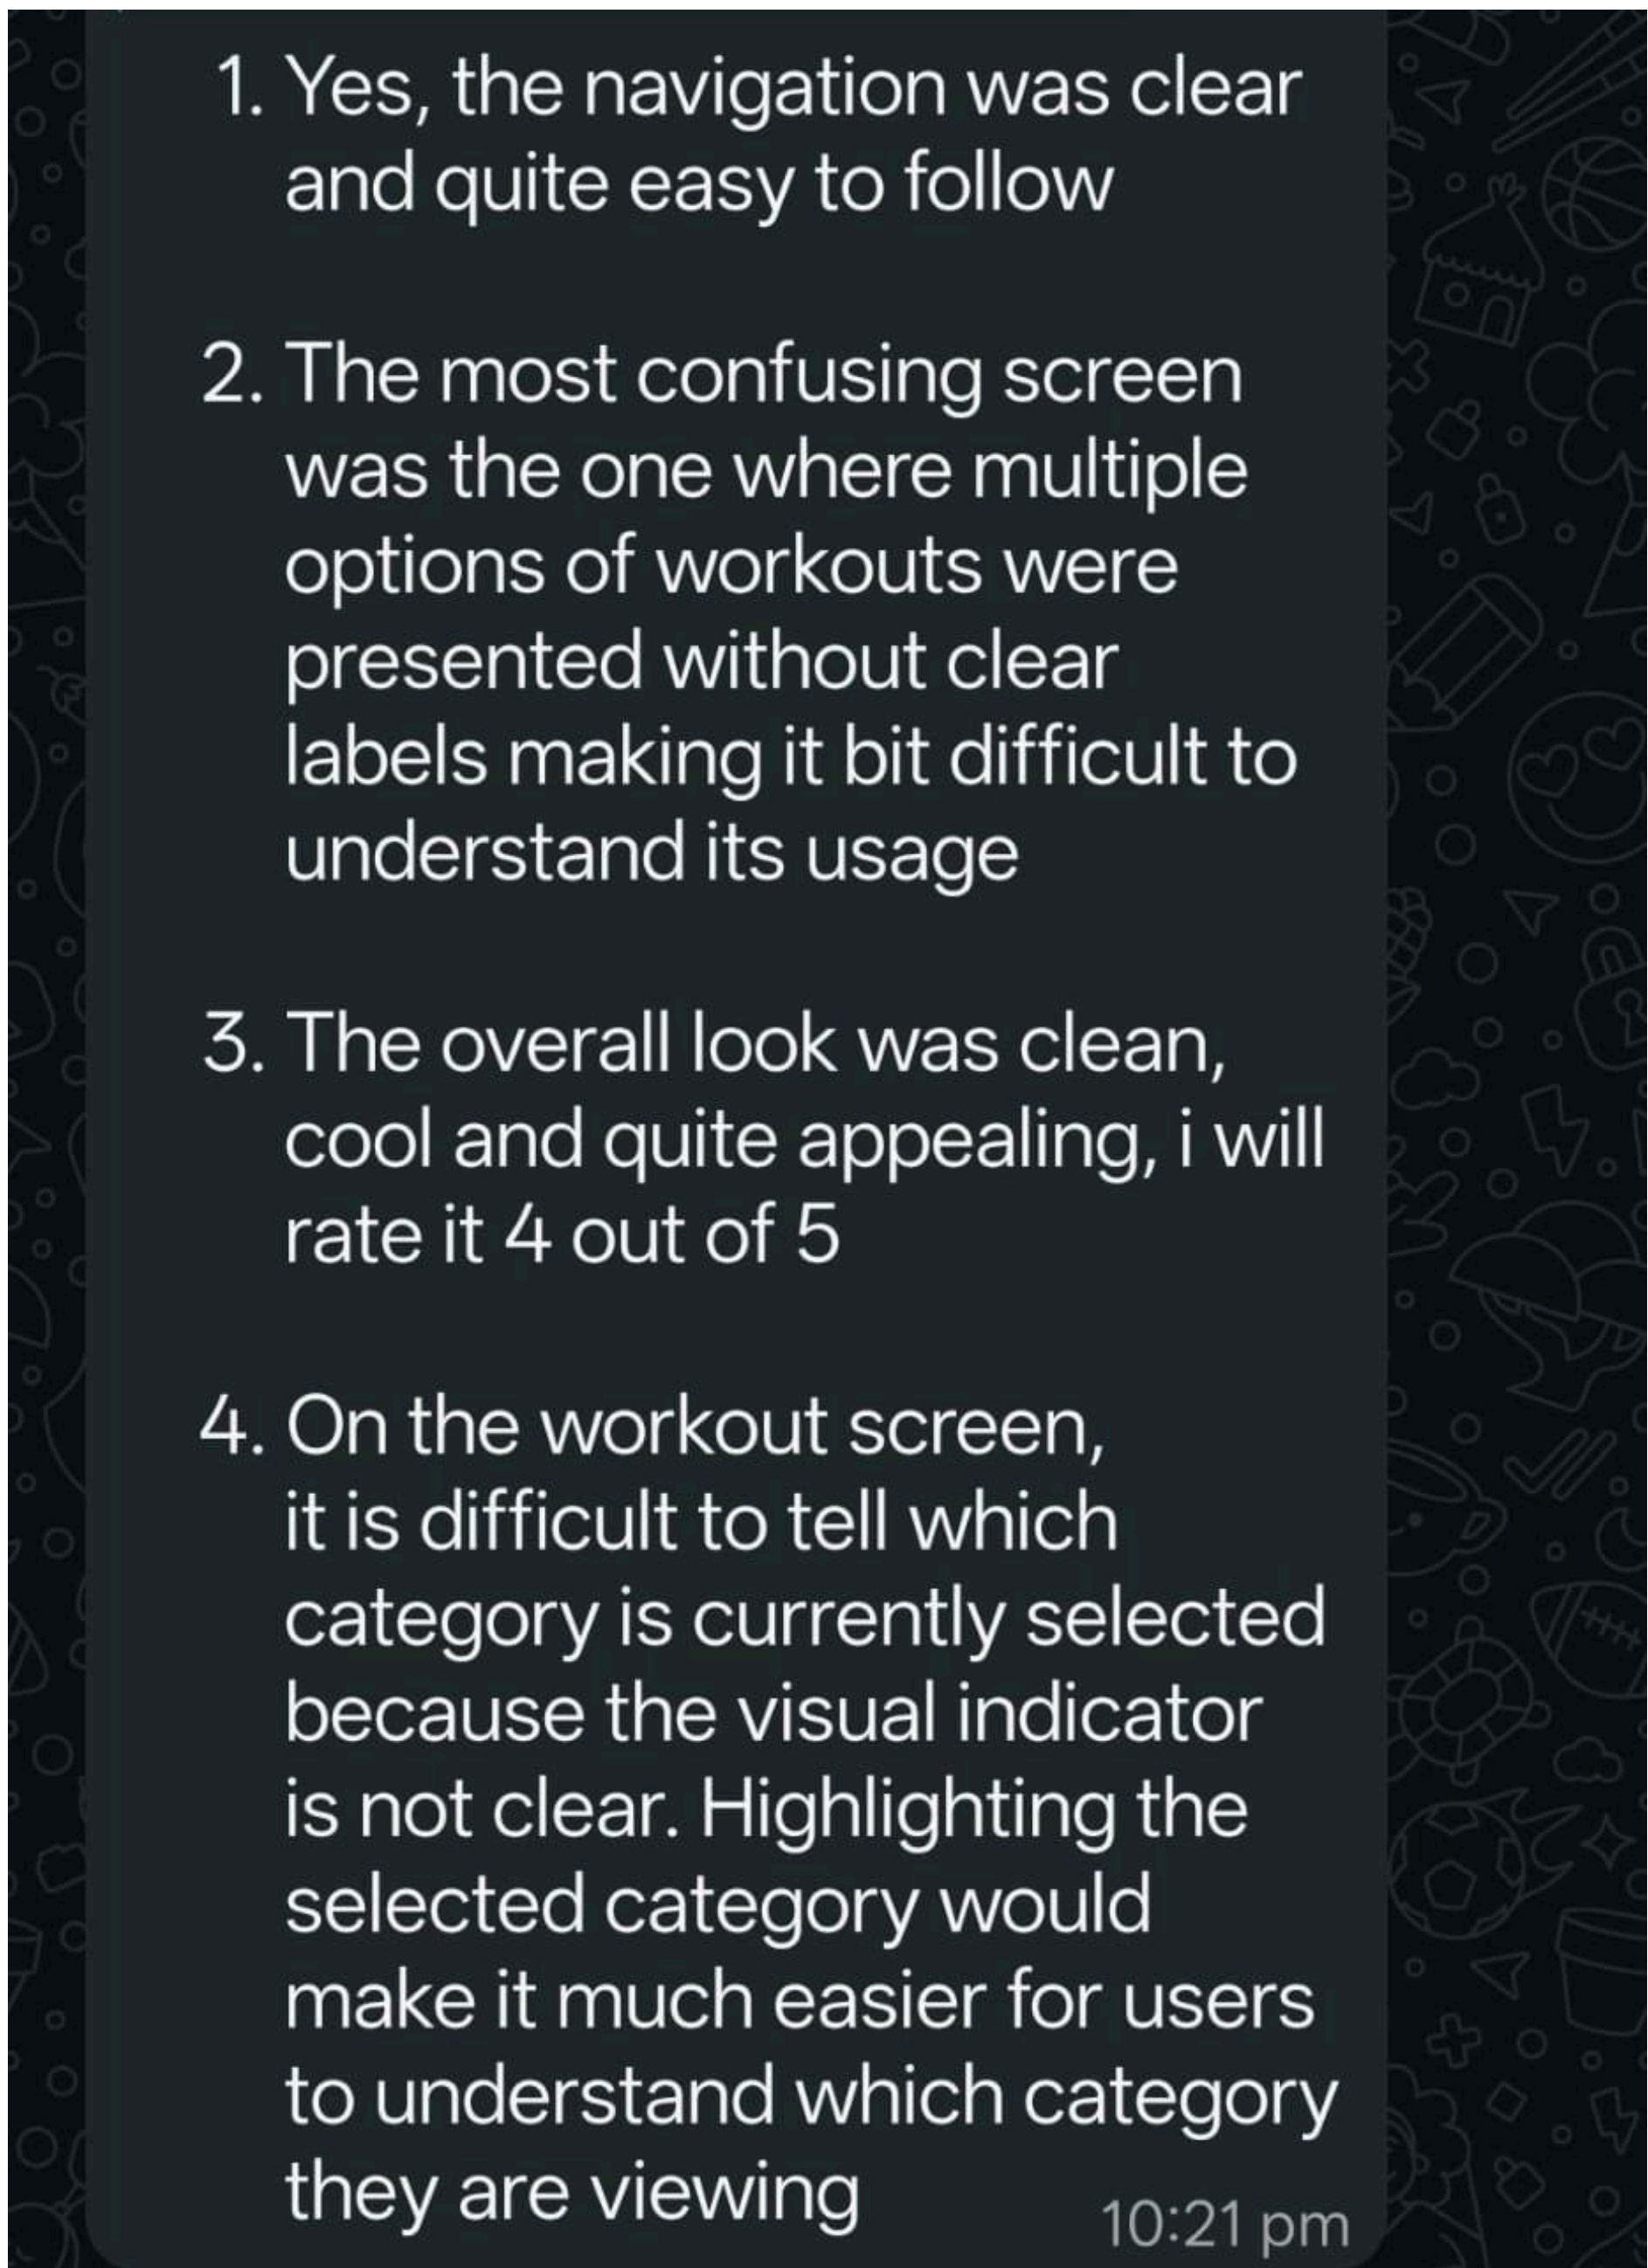 1. Yes, the navigation was clear
and quite easy to follow
2. The most confusing screen
was the one where multiple
options of workouts were
presented without clear
labels making it bit difficult to
understand its usage
3. The overall look was clean,
cool and quite appealing, i will
rate it 4 out of 5
4. On the workout screen,
it is difficult to tell which
category is currently selected
because the visual indicator
is not clear. Highlighting the
selected category would
make it much easier for users
to understand which category
they are viewing
10:21 pm